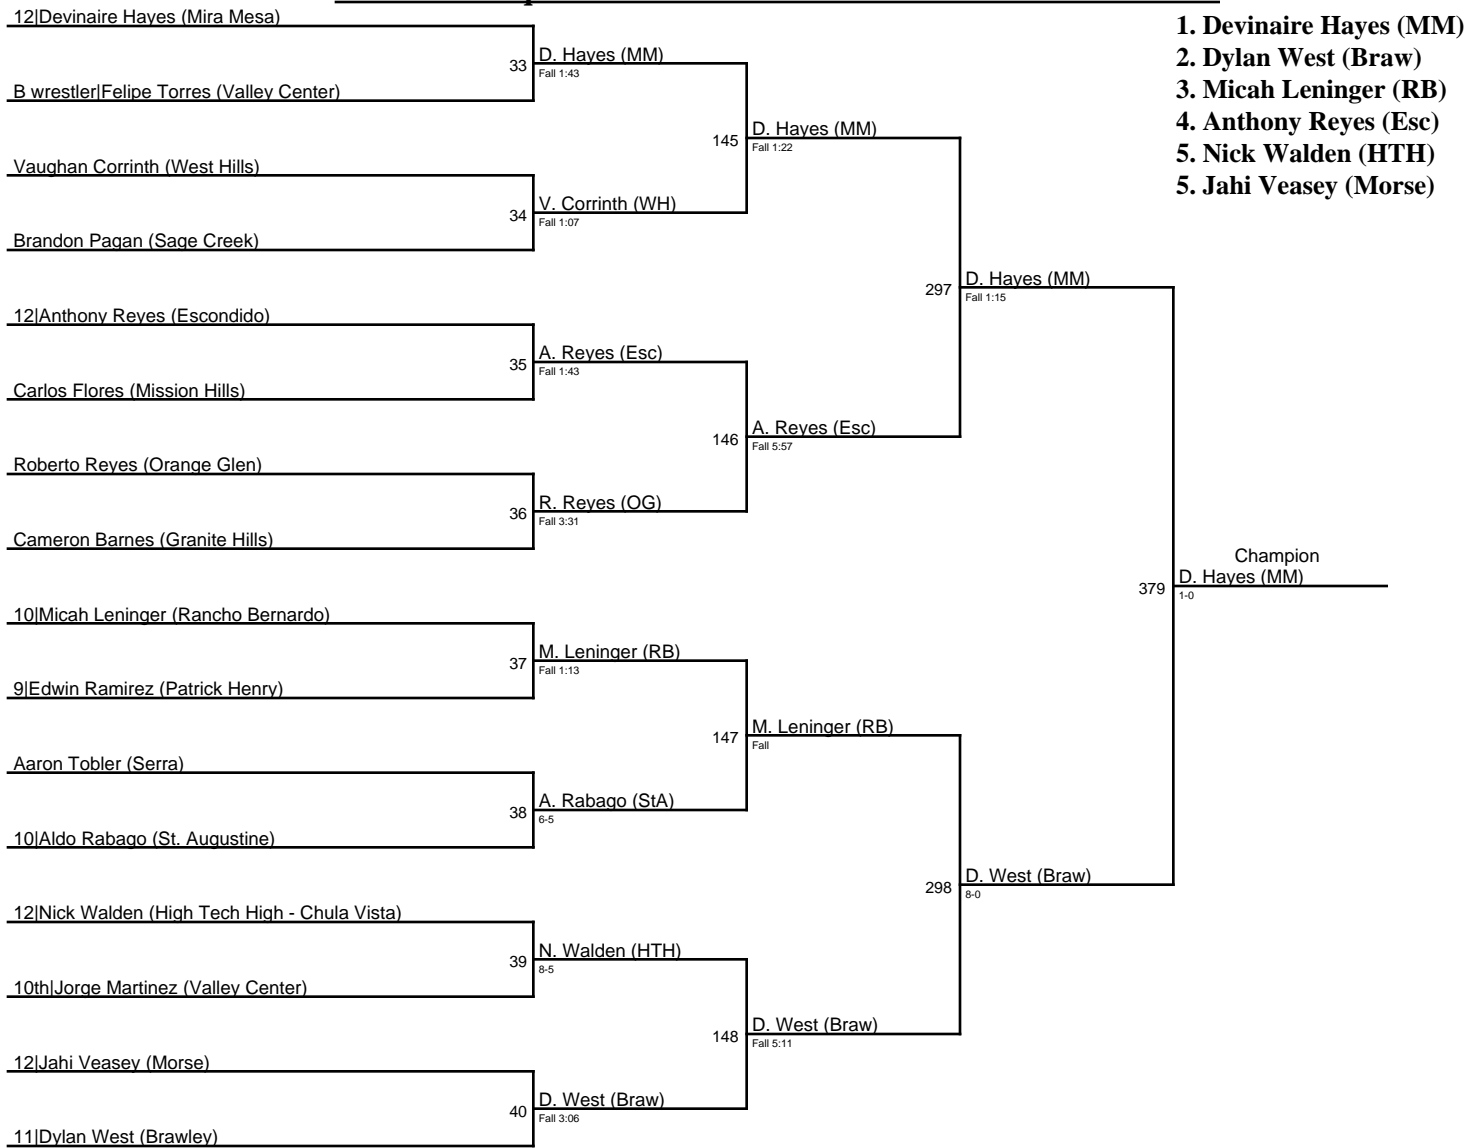 12|Devinaire Hayes (Mira Mesa)
B wrestler|Felipe Torres (Valley Center)
Vaughan Corrinth (West Hills)
Brandon Pagan (Sage Creek)
12|Anthony Reyes (Escondido)
Carlos Flores (Mission Hills)
Roberto Reyes (Orange Glen)
Cameron Barnes (Granite Hills)
10|Micah Leninger (Rancho Bernardo)
9|Edwin Ramirez (Patrick Henry)
Aaron Tobler (Serra)
10|Aldo Rabago (St. Augustine)
12|Nick Walden (High Tech High - Chula Vista)
10th|Jorge Martinez (Valley Center)
12|Jahi Veasey (Morse)
11|Dylan West (Brawley)
33 D. Hayes (MM)
Fall 1:43
34 V. Corrinth (WH)
Fall 1:07
35 A. Reyes (Esc)
Fall 1:43
36 R. Reyes (OG)
Fall 3:31
37 M. Leninger (RB)
Fall 1:13
38 A. Rabago (StA)
6-5
39 N. Walden (HTH)
8-5
40 D. West (Braw)
Fall 3:06
145 D. Hayes (MM)
Fall 1:22
146 A. Reyes (Esc)
Fall 5:57
147 M. Leninger (RB)
Fall
148 D. West (Braw)
Fall 5:11
297 D. Hayes (MM)
Fall 1:15
298 D. West (Braw)
8-0
Champion
379 D. Hayes (MM)
1-0
1. Devinaire Hayes (MM)
2. Dylan West (Braw)
3. Micah Leninger (RB)
4. Anthony Reyes (Esc)
5. Nick Walden (HTH)
5. Jahi Veasey (Morse)